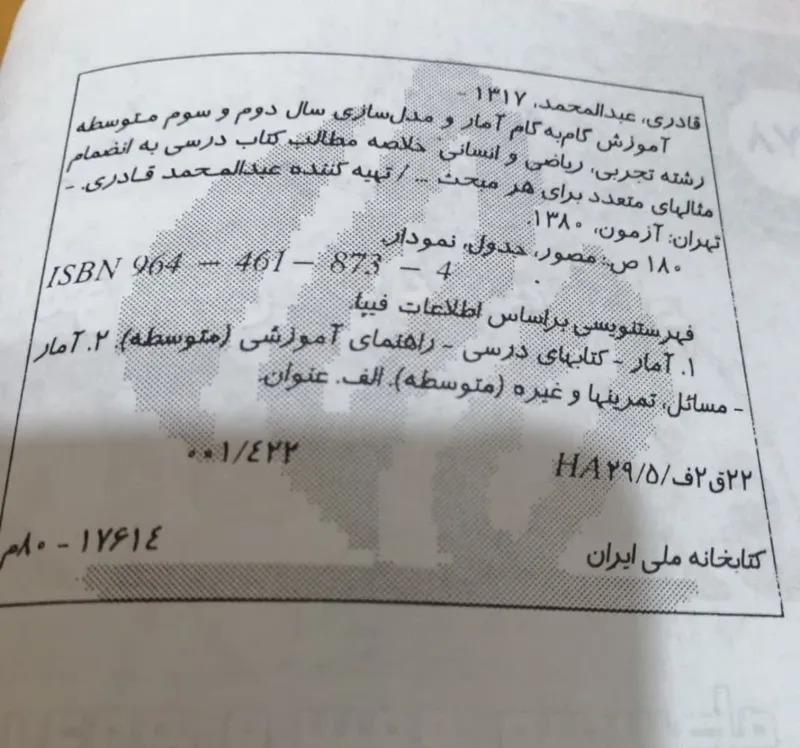 قادری، عبدالمحمد، ۱۳۱۷ -
آموزش گام‌به‌گام آمار و مدل‌سازی سال دوم و سوم متوسطه
رشته تجربی، ریاضی و انسانی: خلاصه مطالب کتاب درسی به انضمام
مثالهای متعدد برای هر مبحث ... / تهیه کننده عبدالمحمد قادری. -
تهران: آزمون، ۱۳۸۰.
۱۸۰ ص: مصور، جدول، نمودار.
ISBN 964 - 461 - 873 - 4
فهرستنویسی براساس اطلاعات فیپا.
۱. آمار - کتابهای درسی - راهنمای آموزشی (متوسطه). ۲. آمار
- مسائل، تمرینها و غیره (متوسطه). الف. عنوان.
۲۲ق۲ف/۵/HA۲۹ ۰۰۱/۴۲۲
کتابخانه ملی ایران ۱۷۶۱۴ - ۸۰م